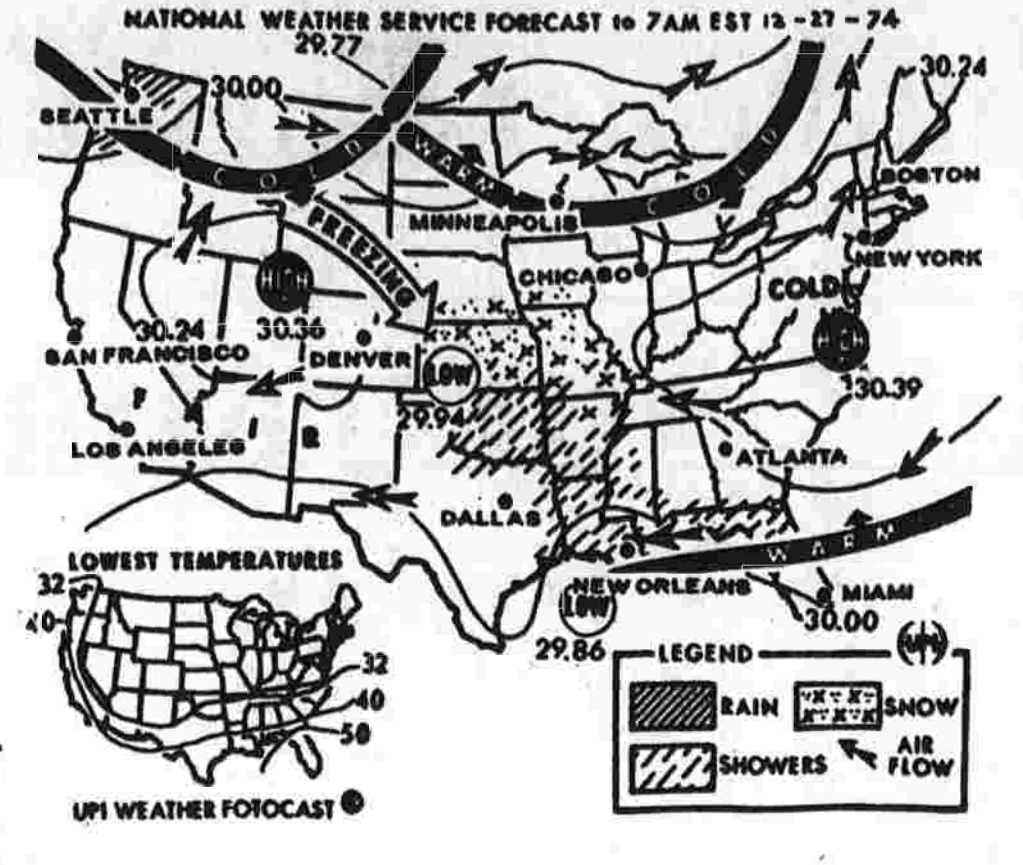 NATIONAL WEATHER SERVICE FORECAST to 7AM EST 12 - 27 - 74
29.77
30.24
30.00
SEATTLE
COLD
WARM
COLD
BOSTON
MINNEAPOLIS
FREEZING
NEW YORK
CHICAGO
COLD
30.24
30.36
SAN FRANCISCO
DENVER
LOW
30.39
29.94
F
A
I
R
LOS ANGELES
ATLANTA
DALLAS
WARM
LOWEST TEMPERATURES
NEW ORLEANS
LOW
MIAMI
30.00
32
29.86
LEGEND
UPI
32
RAIN
SNOW
40
50
SHOWERS
AIR
FLOW
UPI WEATHER FOTOCAST